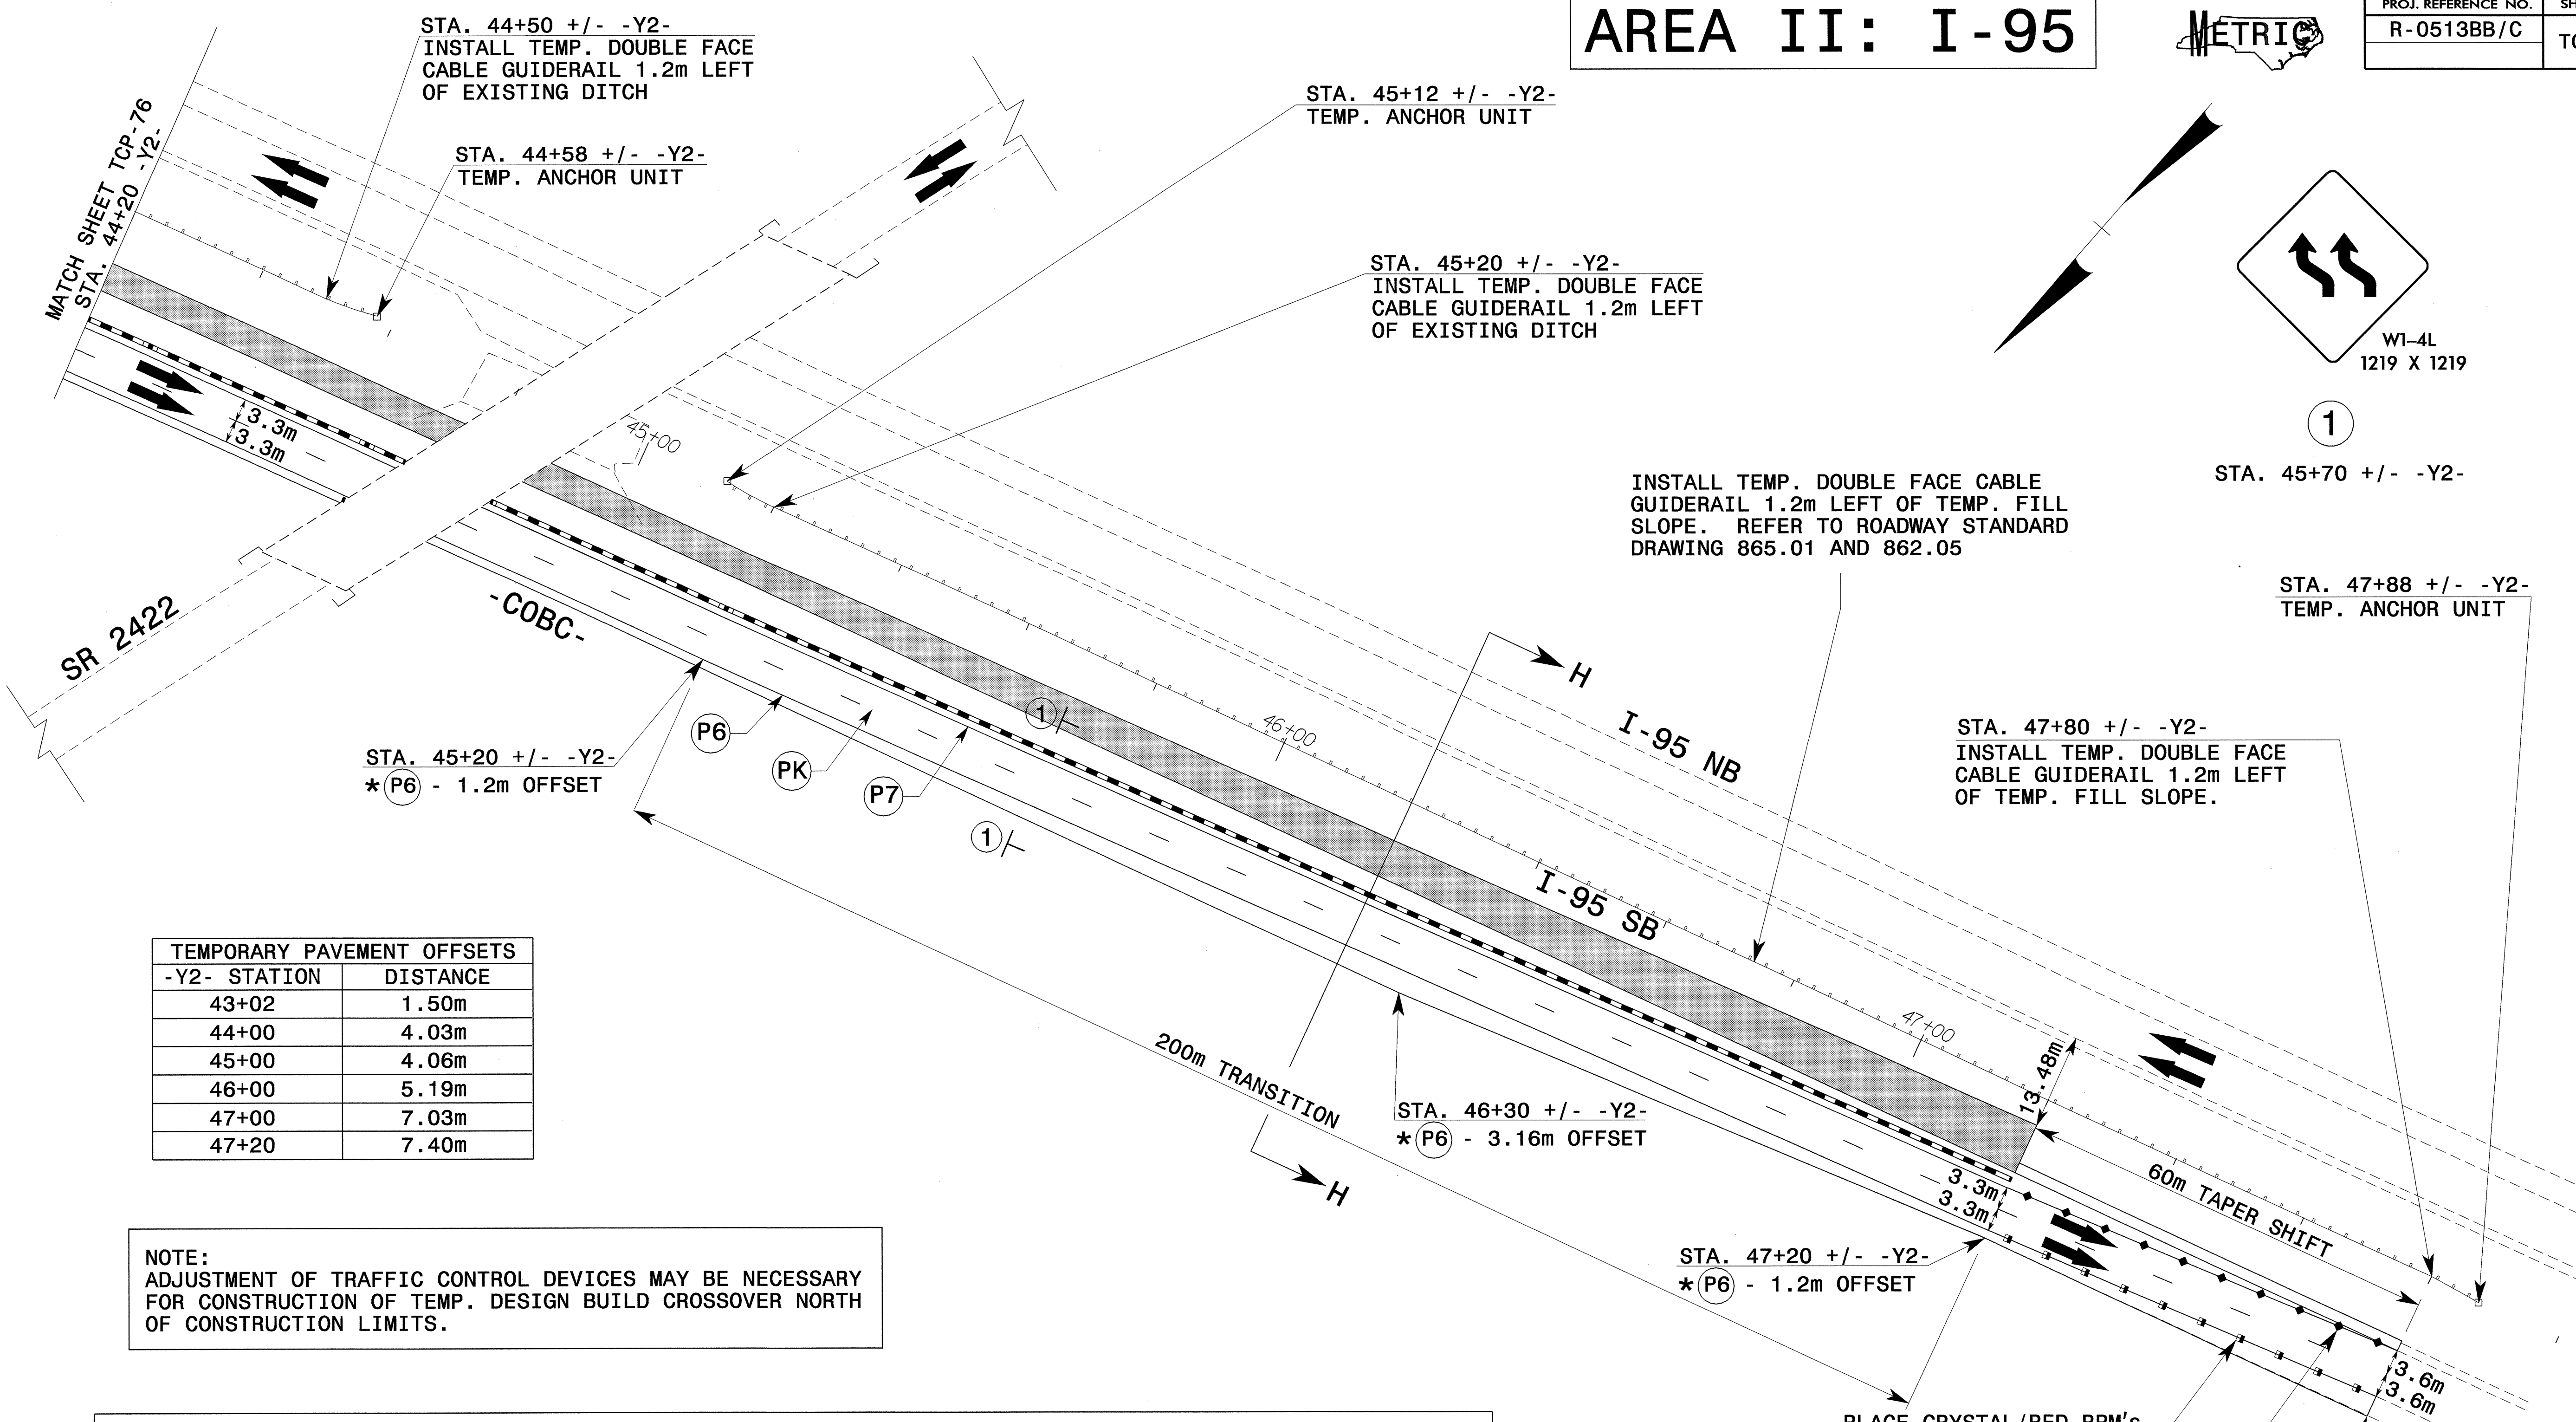 AREA II: I-95
METRIC
PROJ. REFERENCE NO.
R-0513BB/C
STA. 44+50 +/- -Y2-
INSTALL TEMP. DOUBLE FACE
CABLE GUIDERAIL 1.2m LEFT
OF EXISTING DITCH
STA. 44+58 +/- -Y2-
TEMP. ANCHOR UNIT
MATCH SHEET TCP-76
STA. 44+20 -Y2-
STA. 45+12 +/- -Y2-
TEMP. ANCHOR UNIT
STA. 45+20 +/- -Y2-
INSTALL TEMP. DOUBLE FACE
CABLE GUIDERAIL 1.2m LEFT
OF EXISTING DITCH
W1-4L
1219 X 1219
1
STA. 45+70 +/- -Y2-
3.3m
3.3m
45+00
INSTALL TEMP. DOUBLE FACE CABLE
GUIDERAIL 1.2m LEFT OF TEMP. FILL
SLOPE. REFER TO ROADWAY STANDARD
DRAWING 865.01 AND 862.05
STA. 47+88 +/- -Y2-
TEMP. ANCHOR UNIT
SR 2422
-COBC-
H
I-95 NB
46+00
STA. 47+80 +/- -Y2-
INSTALL TEMP. DOUBLE FACE
CABLE GUIDERAIL 1.2m LEFT
OF TEMP. FILL SLOPE.
P6
PK
P7
1
1
STA. 45+20 +/- -Y2-
* P6 - 1.2m OFFSET
I-95 SB
TEMPORARY PAVEMENT OFFSETS
-Y2- STATION DISTANCE
43+02 1.50m
44+00 4.03m
45+00 4.06m
46+00 5.19m
47+00 7.03m
47+20 7.40m
200m TRANSITION
47+00
13.48m
STA. 46+30 +/- -Y2-
* P6 - 3.16m OFFSET
H
3.3m
3.3m
60m TAPER SHIFT
STA. 47+20 +/- -Y2-
* P6 - 1.2m OFFSET
NOTE:
ADJUSTMENT OF TRAFFIC CONTROL DEVICES MAY BE NECESSARY
FOR CONSTRUCTION OF TEMP. DESIGN BUILD CROSSOVER NORTH
OF CONSTRUCTION LIMITS.
3.6m
3.6m
PLACE CRYSTAL/RED RPM's